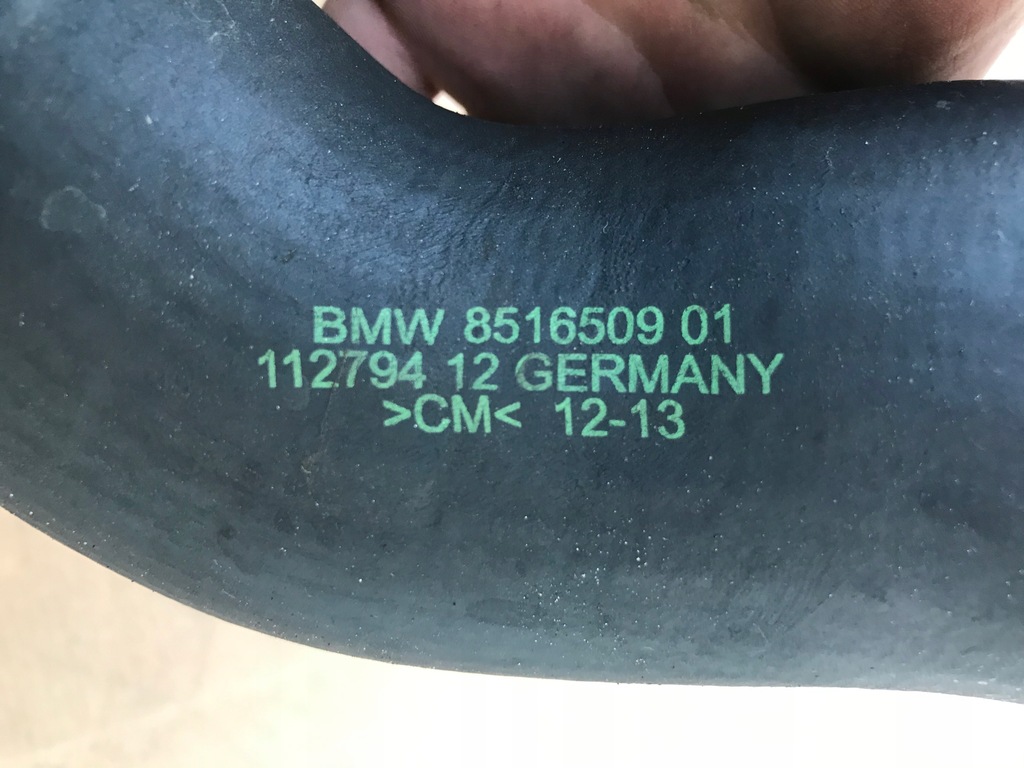 BMW 8516509 01
112794 12 GERMANY
>CM< 12-13